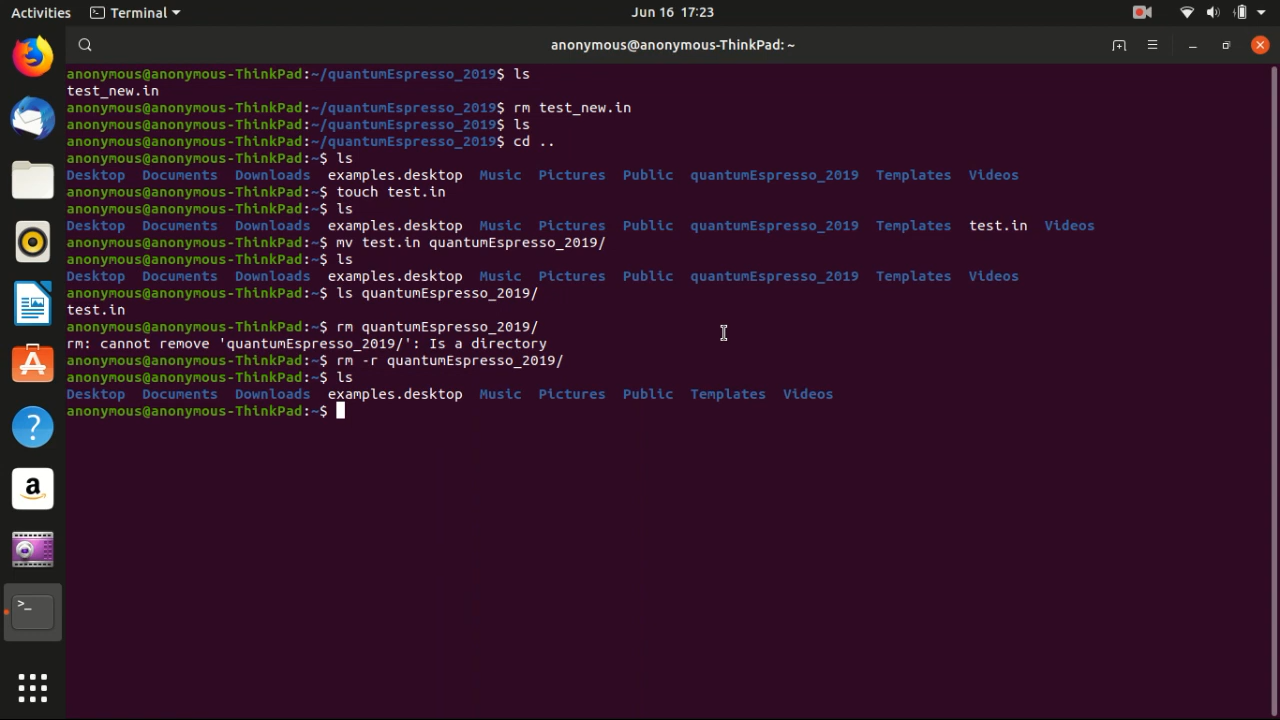 Activities Terminal Jun 16 17:23
anonymous@anonymous-ThinkPad: ~
anonymous@anonymous-ThinkPad:~/quantumEspresso_2019$ ls
test_new.in
anonymous@anonymous-ThinkPad:~/quantumEspresso_2019$ rm test_new.in
anonymous@anonymous-ThinkPad:~/quantumEspresso_2019$ ls
anonymous@anonymous-ThinkPad:~/quantumEspresso_2019$ cd ..
anonymous@anonymous-ThinkPad:~$ ls
Desktop Documents Downloads examples.desktop Music Pictures Public quantumEspresso_2019 Templates Videos
anonymous@anonymous-ThinkPad:~$ touch test.in
anonymous@anonymous-ThinkPad:~$ ls
Desktop Documents Downloads examples.desktop Music Pictures Public quantumEspresso_2019 Templates test.in Videos
anonymous@anonymous-ThinkPad:~$ mv test.in quantumEspresso_2019/
anonymous@anonymous-ThinkPad:~$ ls
Desktop Documents Downloads examples.desktop Music Pictures Public quantumEspresso_2019 Templates Videos
anonymous@anonymous-ThinkPad:~$ ls quantumEspresso_2019/
test.in
anonymous@anonymous-ThinkPad:~$ rm quantumEspresso_2019/
rm: cannot remove 'quantumEspresso_2019/': Is a directory
anonymous@anonymous-ThinkPad:~$ rm -r quantumEspresso_2019/
anonymous@anonymous-ThinkPad:~$ ls
Desktop Documents Downloads examples.desktop Music Pictures Public Templates Videos
anonymous@anonymous-ThinkPad:~$
?
a
>_